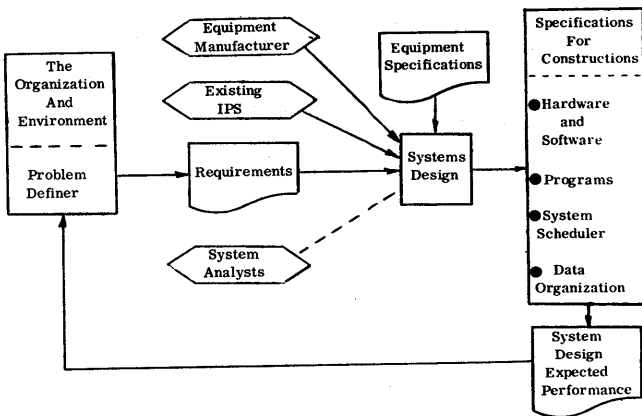 The
Organization
And
Environment
Problem
Definer
Equipment
Manufacturer
Existing
IPS
Requirements
System
Analysts
Equipment
Specifications
Systems
Design
Specifications
For
Constructions
Hardware
and
Software
Programs
System
Scheduler
Data
Organization
System
Design
Expected
Performance